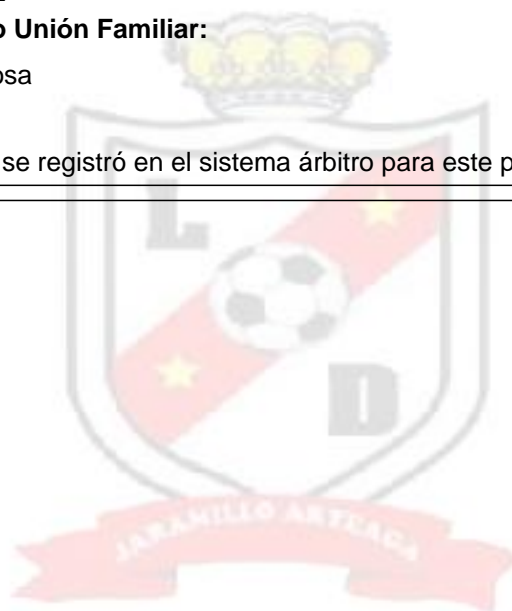 o Unión Familiar:
osa
se registró en el sistema árbitro para este p
L
D
JARAMILLO ARTEAGA